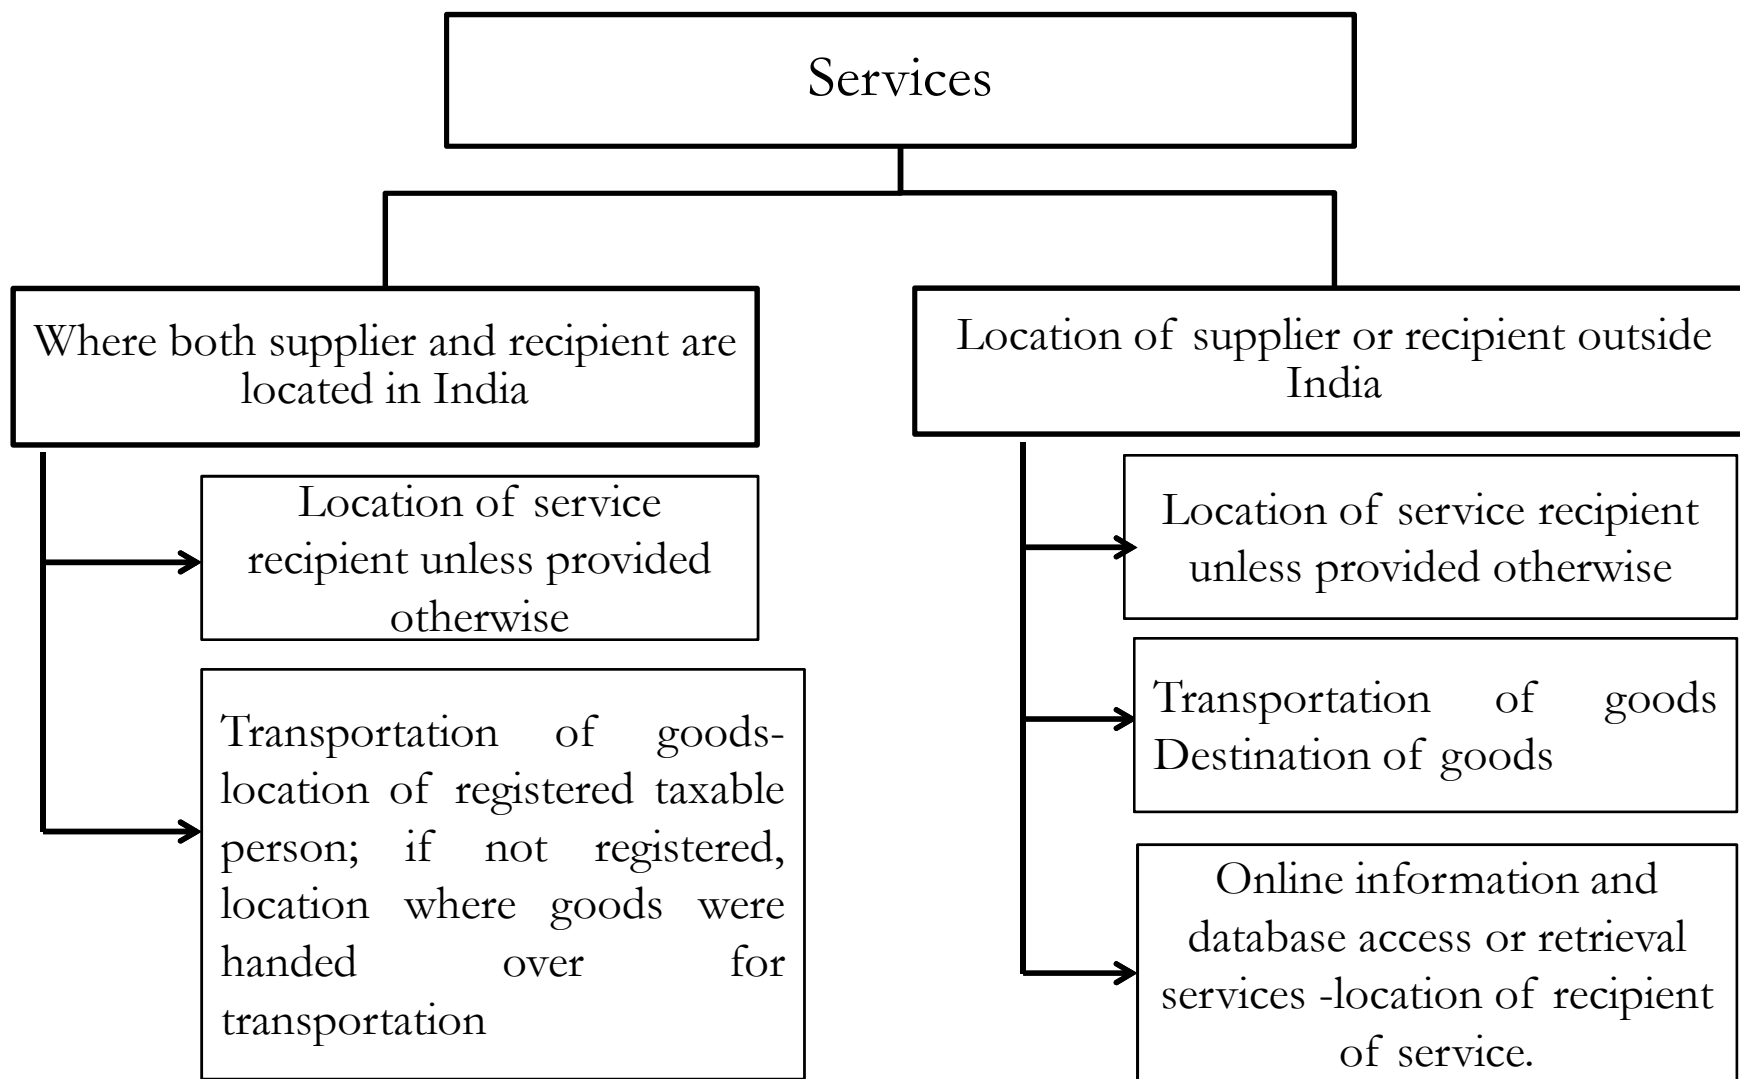 Services
Where both supplier and recipient are
located in India
Location of service
recipient unless provided
otherwise
Transportation of goods-
location of registered taxable
person; if not registered,
location where goods were
handed over for
transportation
Location of supplier or recipient outside
India
Location of service recipient
unless provided otherwise
Transportation of goods
Destination of goods
Online information and
database access or retrieval
services -location of recipient
of service.